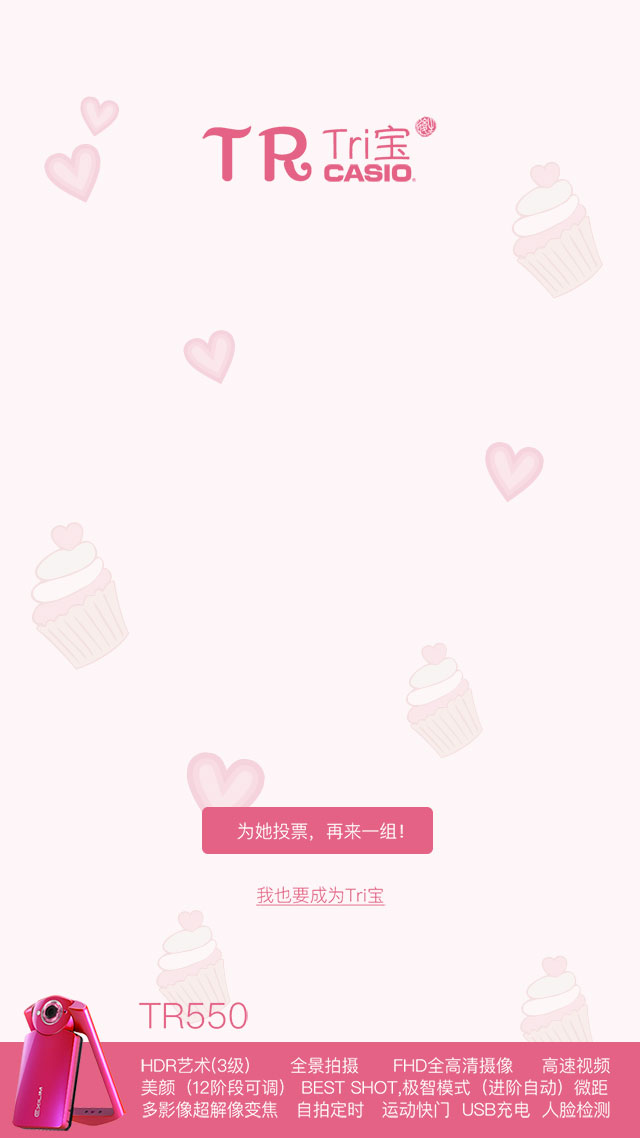 TR Tri宝
CASIO
为她投票，再来一组！
我也要成为Tri宝
TR550
HDR艺术(3级) 全景拍摄 FHD全高清摄像 高速视频
美颜（12阶段可调） BEST SHOT,极智模式（进阶自动）微距
多影像超解像变焦 自拍定时 运动快门 USB充电 人脸检测